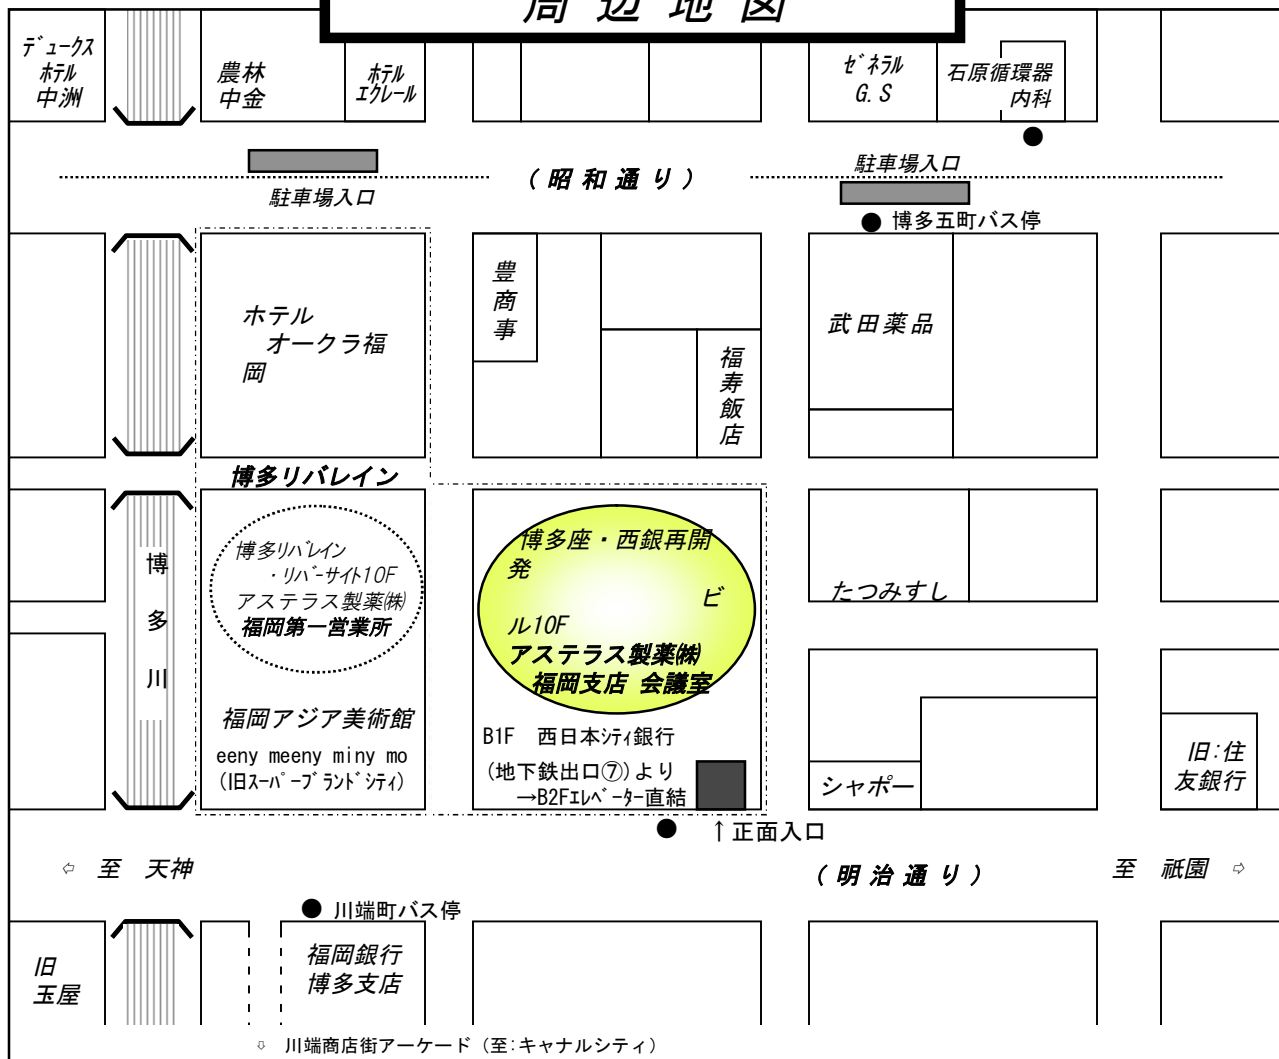 周辺地図
デュークス
ホテル
中洲
農林
中金
ホテル
エクレール
ゼネラル
G.S
石原循環器
内科
駐車場入口
(昭和通り)
駐車場入口
博多五町バス停
ホテル
オークラ福
岡
豊
商
事
福
寿
飯
店
武田薬品
博多リバレイン
博
多
川
博多リバレイン
・リバーサイト10F
アステラス製薬㈱
福岡第一営業所
福岡アジア美術館
eeny meeny miny mo
(旧スーパーブランドシティ)
博多座・西銀再開
発
ビ
ル10F
アステラス製薬㈱
福岡支店 会議室
B1F 西日本シティ銀行
(地下鉄出口⑦)より
→B2Fエレベーター直結
↑正面入口
たつみすし
シャポー
旧:住
友銀行
⇦ 至 天神
(明治通り)
至 祇園 ⇨
川端町バス停
福岡銀行
博多支店
旧
玉屋
⇩ 川端商店街アーケード(至:キャナルシティ)